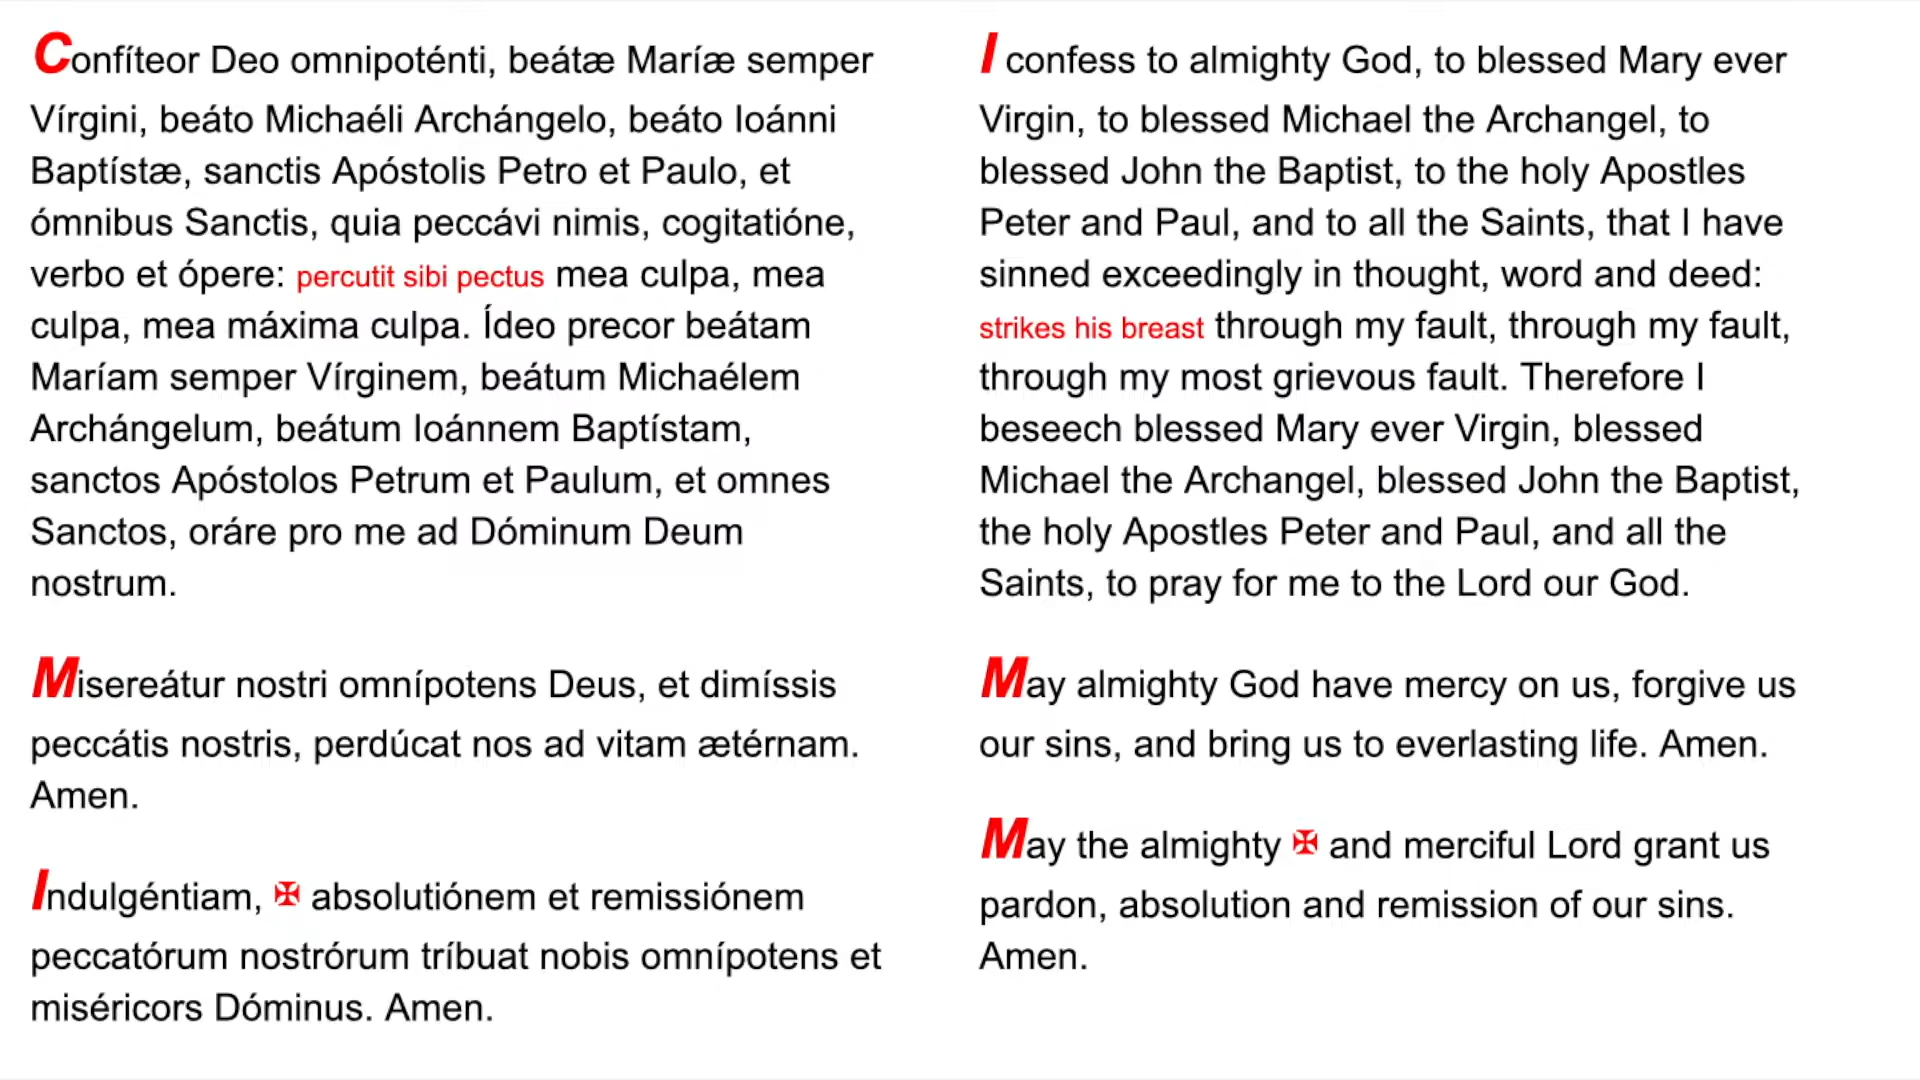 Confíteor Deo omnipoténti, beátæ Maríæ semper
Vírgini, beáto Michaéli Archángelo, beáto Ioánni
Baptístæ, sanctis Apóstolis Petro et Paulo, et
ómnibus Sanctis, quia peccávi nimis, cogitatióne,
verbo et ópere: percutit sibi pectus mea culpa, mea
culpa, mea máxima culpa. Ídeo precor beátam
Maríam semper Vírginem, beátum Michaélem
Archángelum, beátum Ioánnem Baptístam,
sanctos Apóstolos Petrum et Paulum, et omnes
Sanctos, oráre pro me ad Dóminum Deum
nostrum.
Misereátur nostri omnípotens Deus, et dimíssis
peccátis nostris, perdúcat nos ad vitam ætérnam.
Amen.
Indulgéntiam, ✠ absolutiónem et remissiónem
peccatórum nostrórum tríbuat nobis omnípotens et
miséricors Dóminus. Amen.
I confess to almighty God, to blessed Mary ever
Virgin, to blessed Michael the Archangel, to
blessed John the Baptist, to the holy Apostles
Peter and Paul, and to all the Saints, that I have
sinned exceedingly in thought, word and deed:
strikes his breast through my fault, through my fault,
through my most grievous fault. Therefore I
beseech blessed Mary ever Virgin, blessed
Michael the Archangel, blessed John the Baptist,
the holy Apostles Peter and Paul, and all the
Saints, to pray for me to the Lord our God.
May almighty God have mercy on us, forgive us
our sins, and bring us to everlasting life. Amen.
May the almighty ✠ and merciful Lord grant us
pardon, absolution and remission of our sins.
Amen.